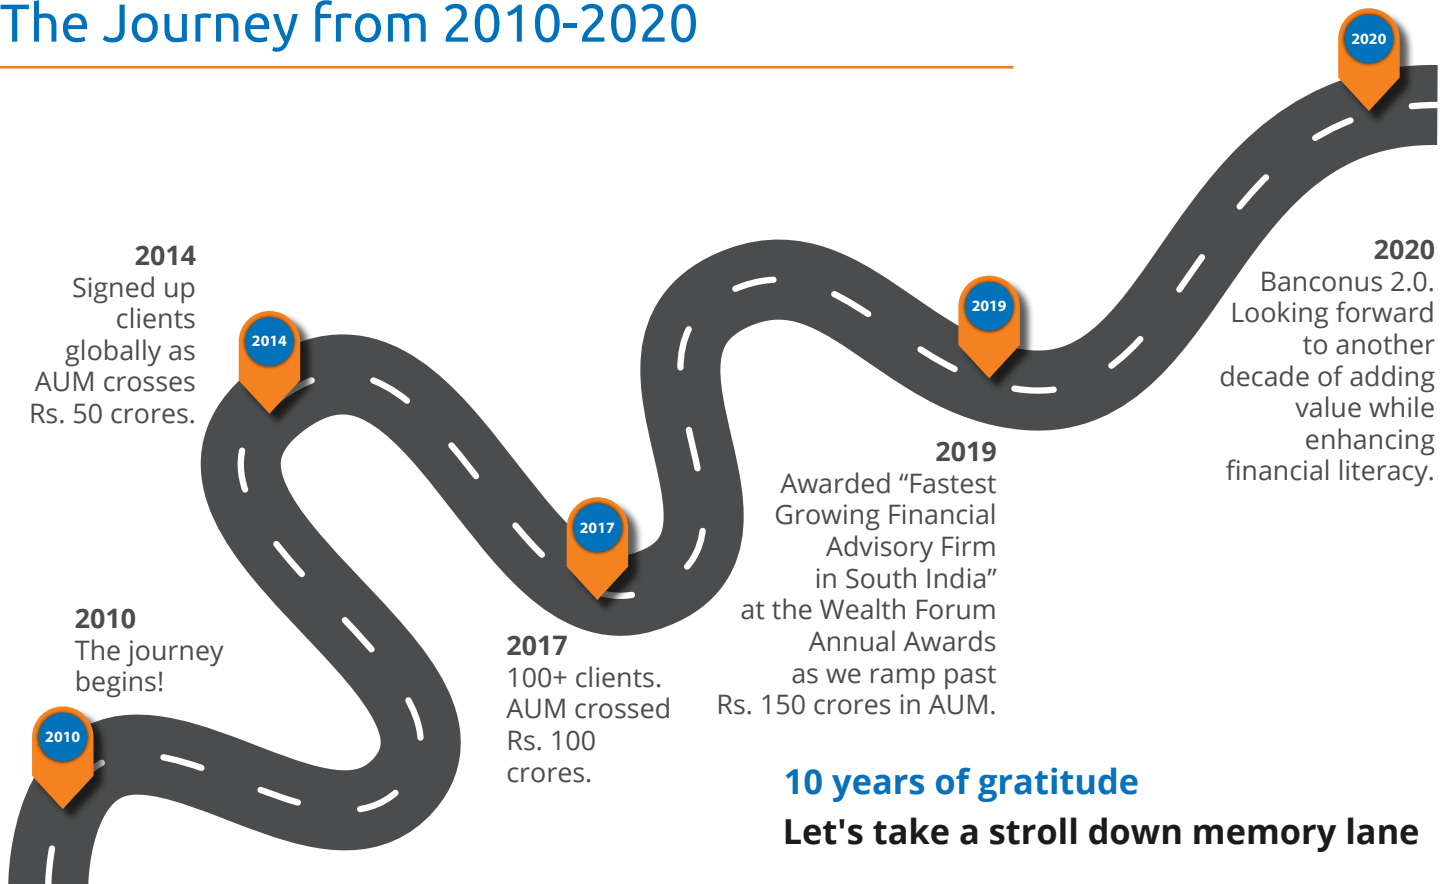 The Journey from 2010-2020
2020
2014
Signed up
clients
globally as
AUM crosses
Rs. 50 crores.
2014
2019
2020
Banconus 2.0.
Looking forward
to another
decade of adding
value while
enhancing
financial literacy.
2017
2019
Awarded “Fastest
Growing Financial
Advisory Firm
in South India”
at the Wealth Forum
Annual Awards
as we ramp past
Rs. 150 crores in AUM.
2010
The journey
begins!
2010
2017
100+ clients.
AUM crossed
Rs. 100
crores.
10 years of gratitude
Let's take a stroll down memory lane